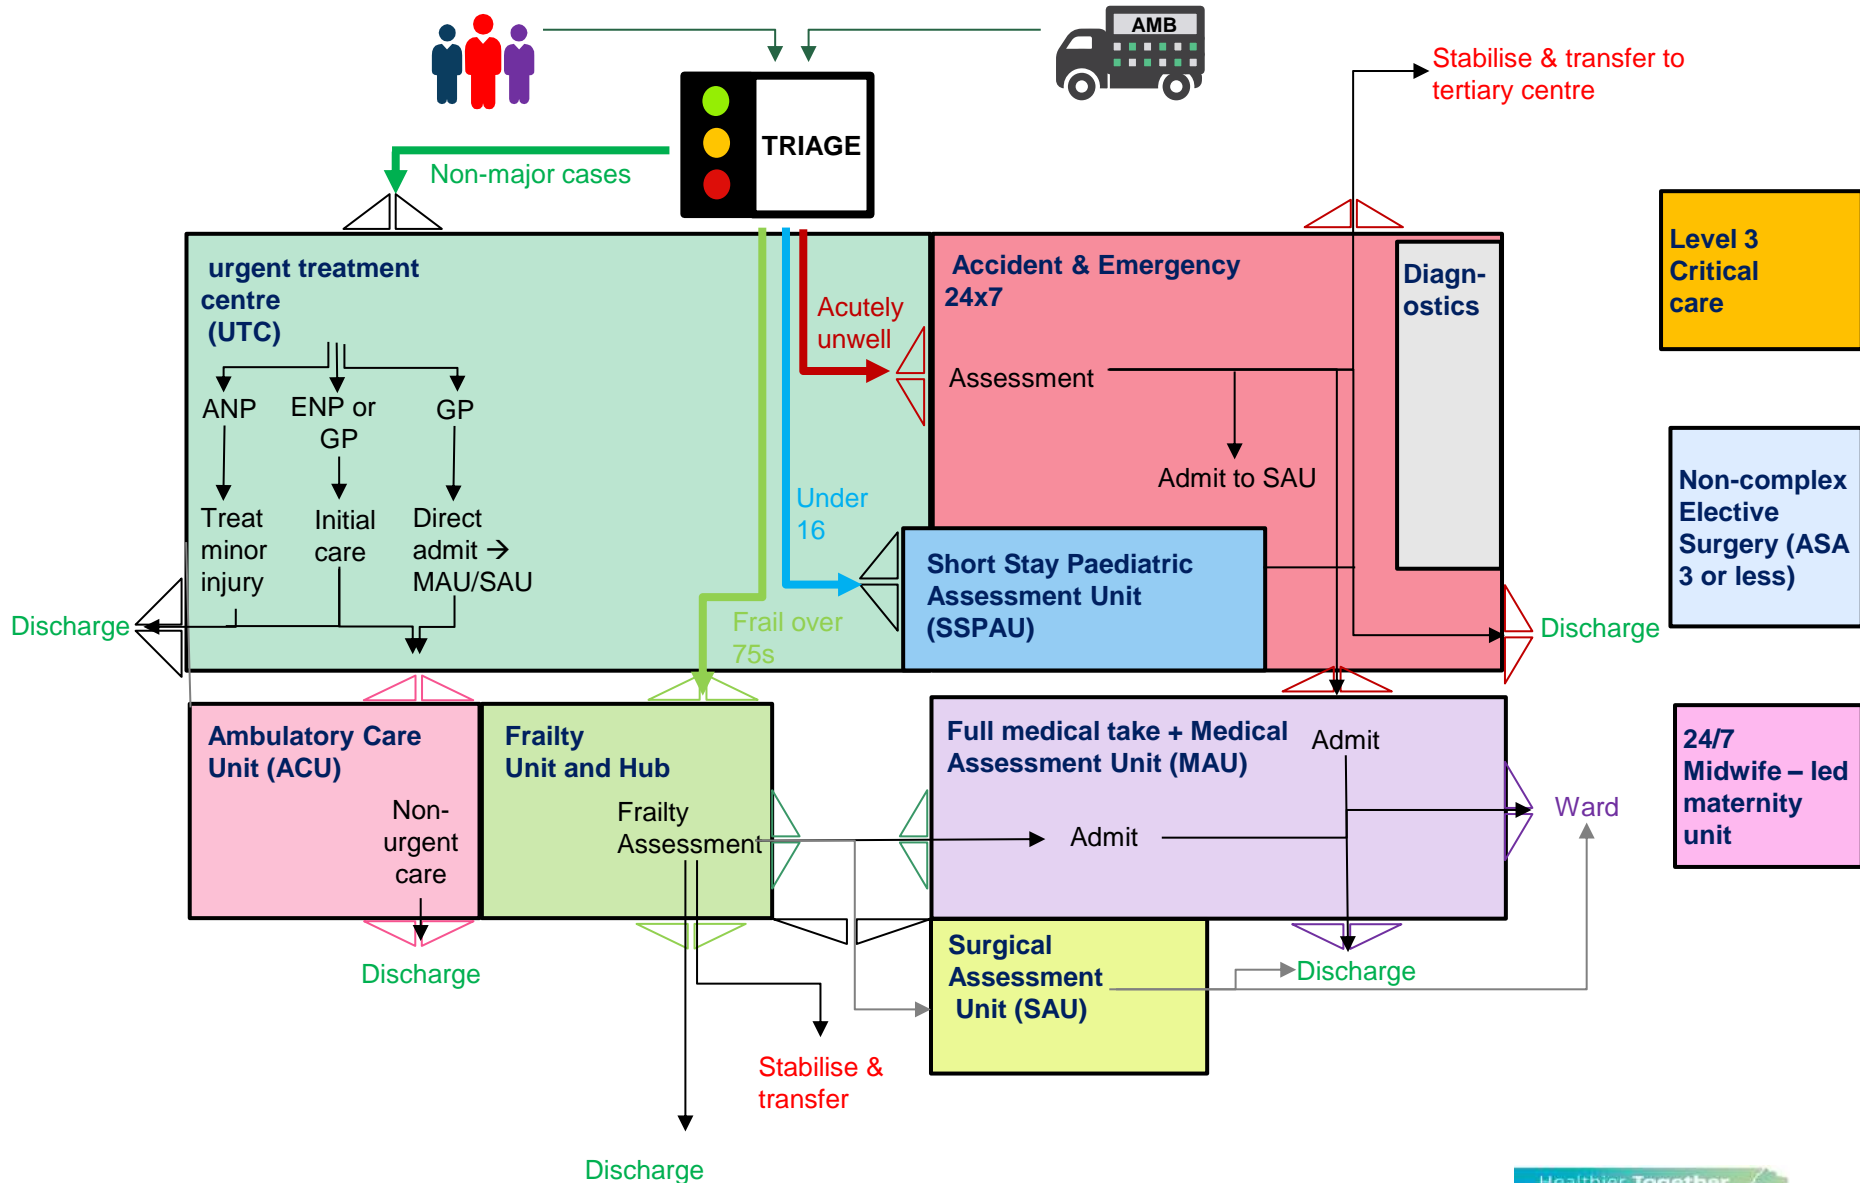 AMB
Stabilise & transfer to
tertiary centre
TRIAGE
Non-major cases
urgent treatment
centre
(UTC)
Accident & Emergency
24x7
Diagn-
ostics
Level 3
Critical
care
Acutely
unwell
Assessment
ANP
ENP or
GP
GP
Admit to SAU
Under
16
Treat
minor
injury
Initial
care
Direct
admit →
MAU/SAU
Non-complex
Elective
Surgery (ASA
3 or less)
Short Stay Paediatric
Assessment Unit
(SSPAU)
Discharge
Frail over
75s
Discharge
Ambulatory Care
Unit (ACU)
Frailty
Unit and Hub
Full medical take + Medical
Assessment Unit (MAU)
Admit
24/7
Midwife – led
maternity
unit
Non-
urgent
care
Frailty
Assessment
Admit
Ward
Discharge
Surgical
Assessment
Unit (SAU)
Discharge
Stabilise &
transfer
Discharge
Healthier Together